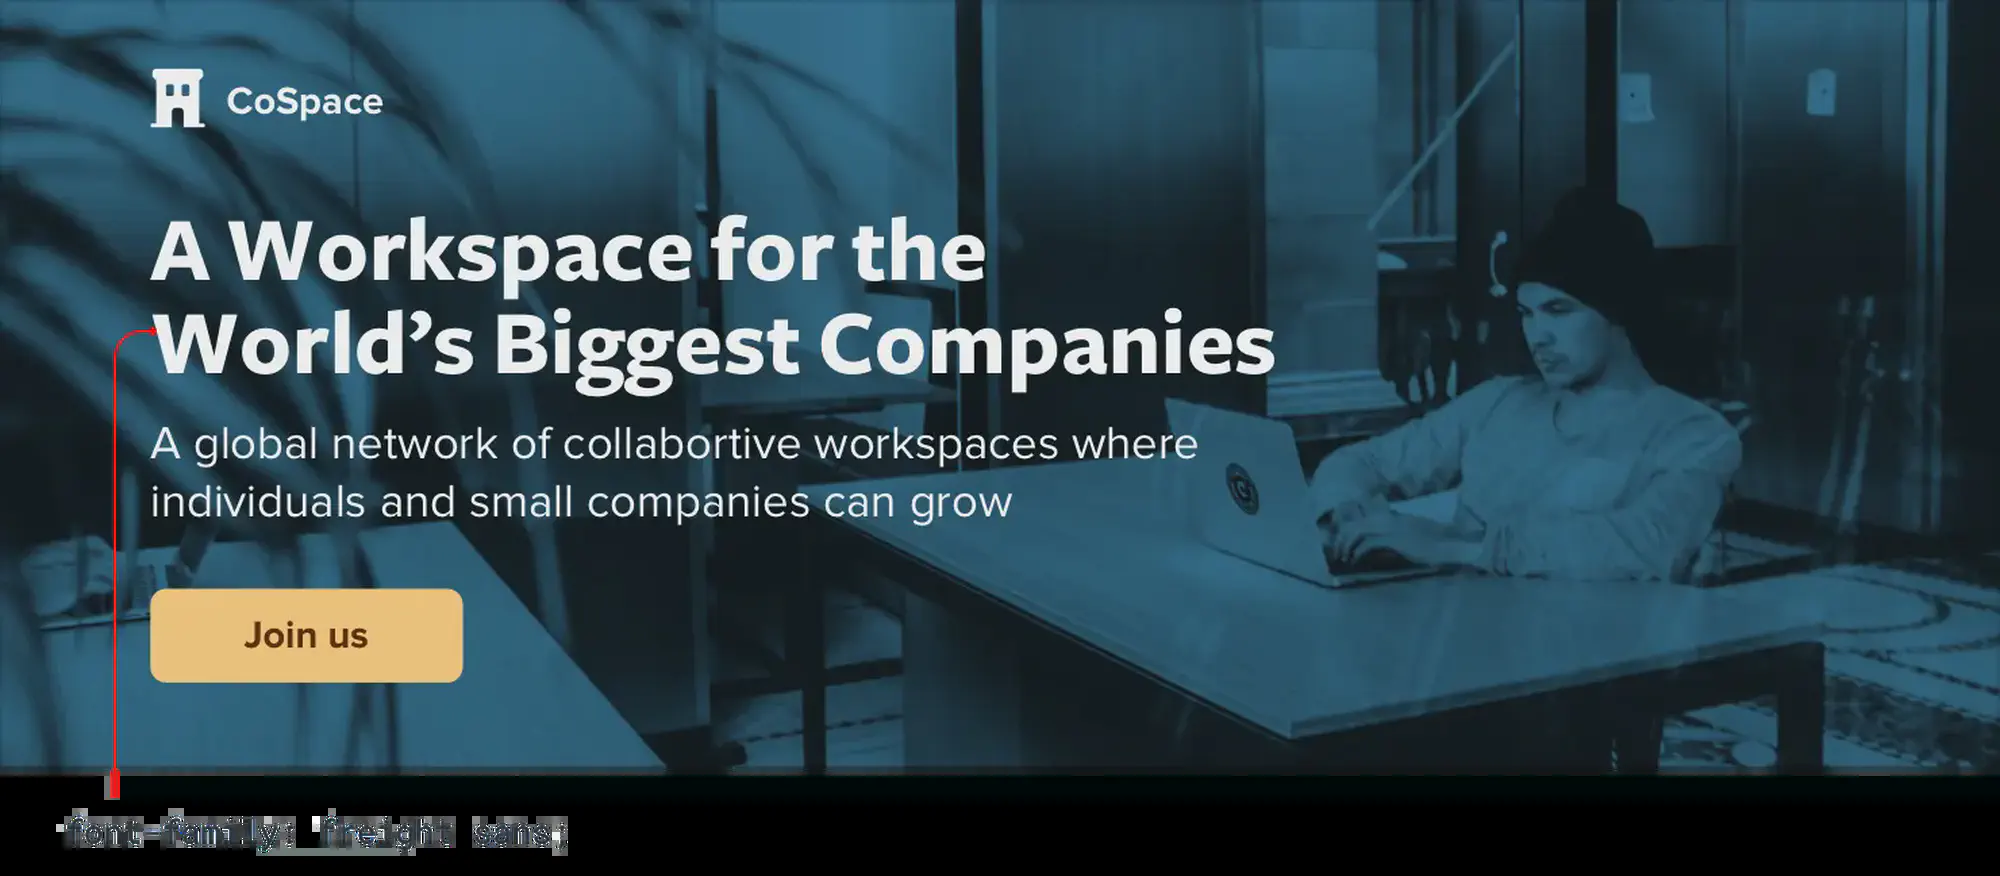 CoSpace
A Workspace for the
World’s Biggest Companies
A global network of collabortive workspaces where
individuals and small companies can grow
Join us
font-family: freight sans;